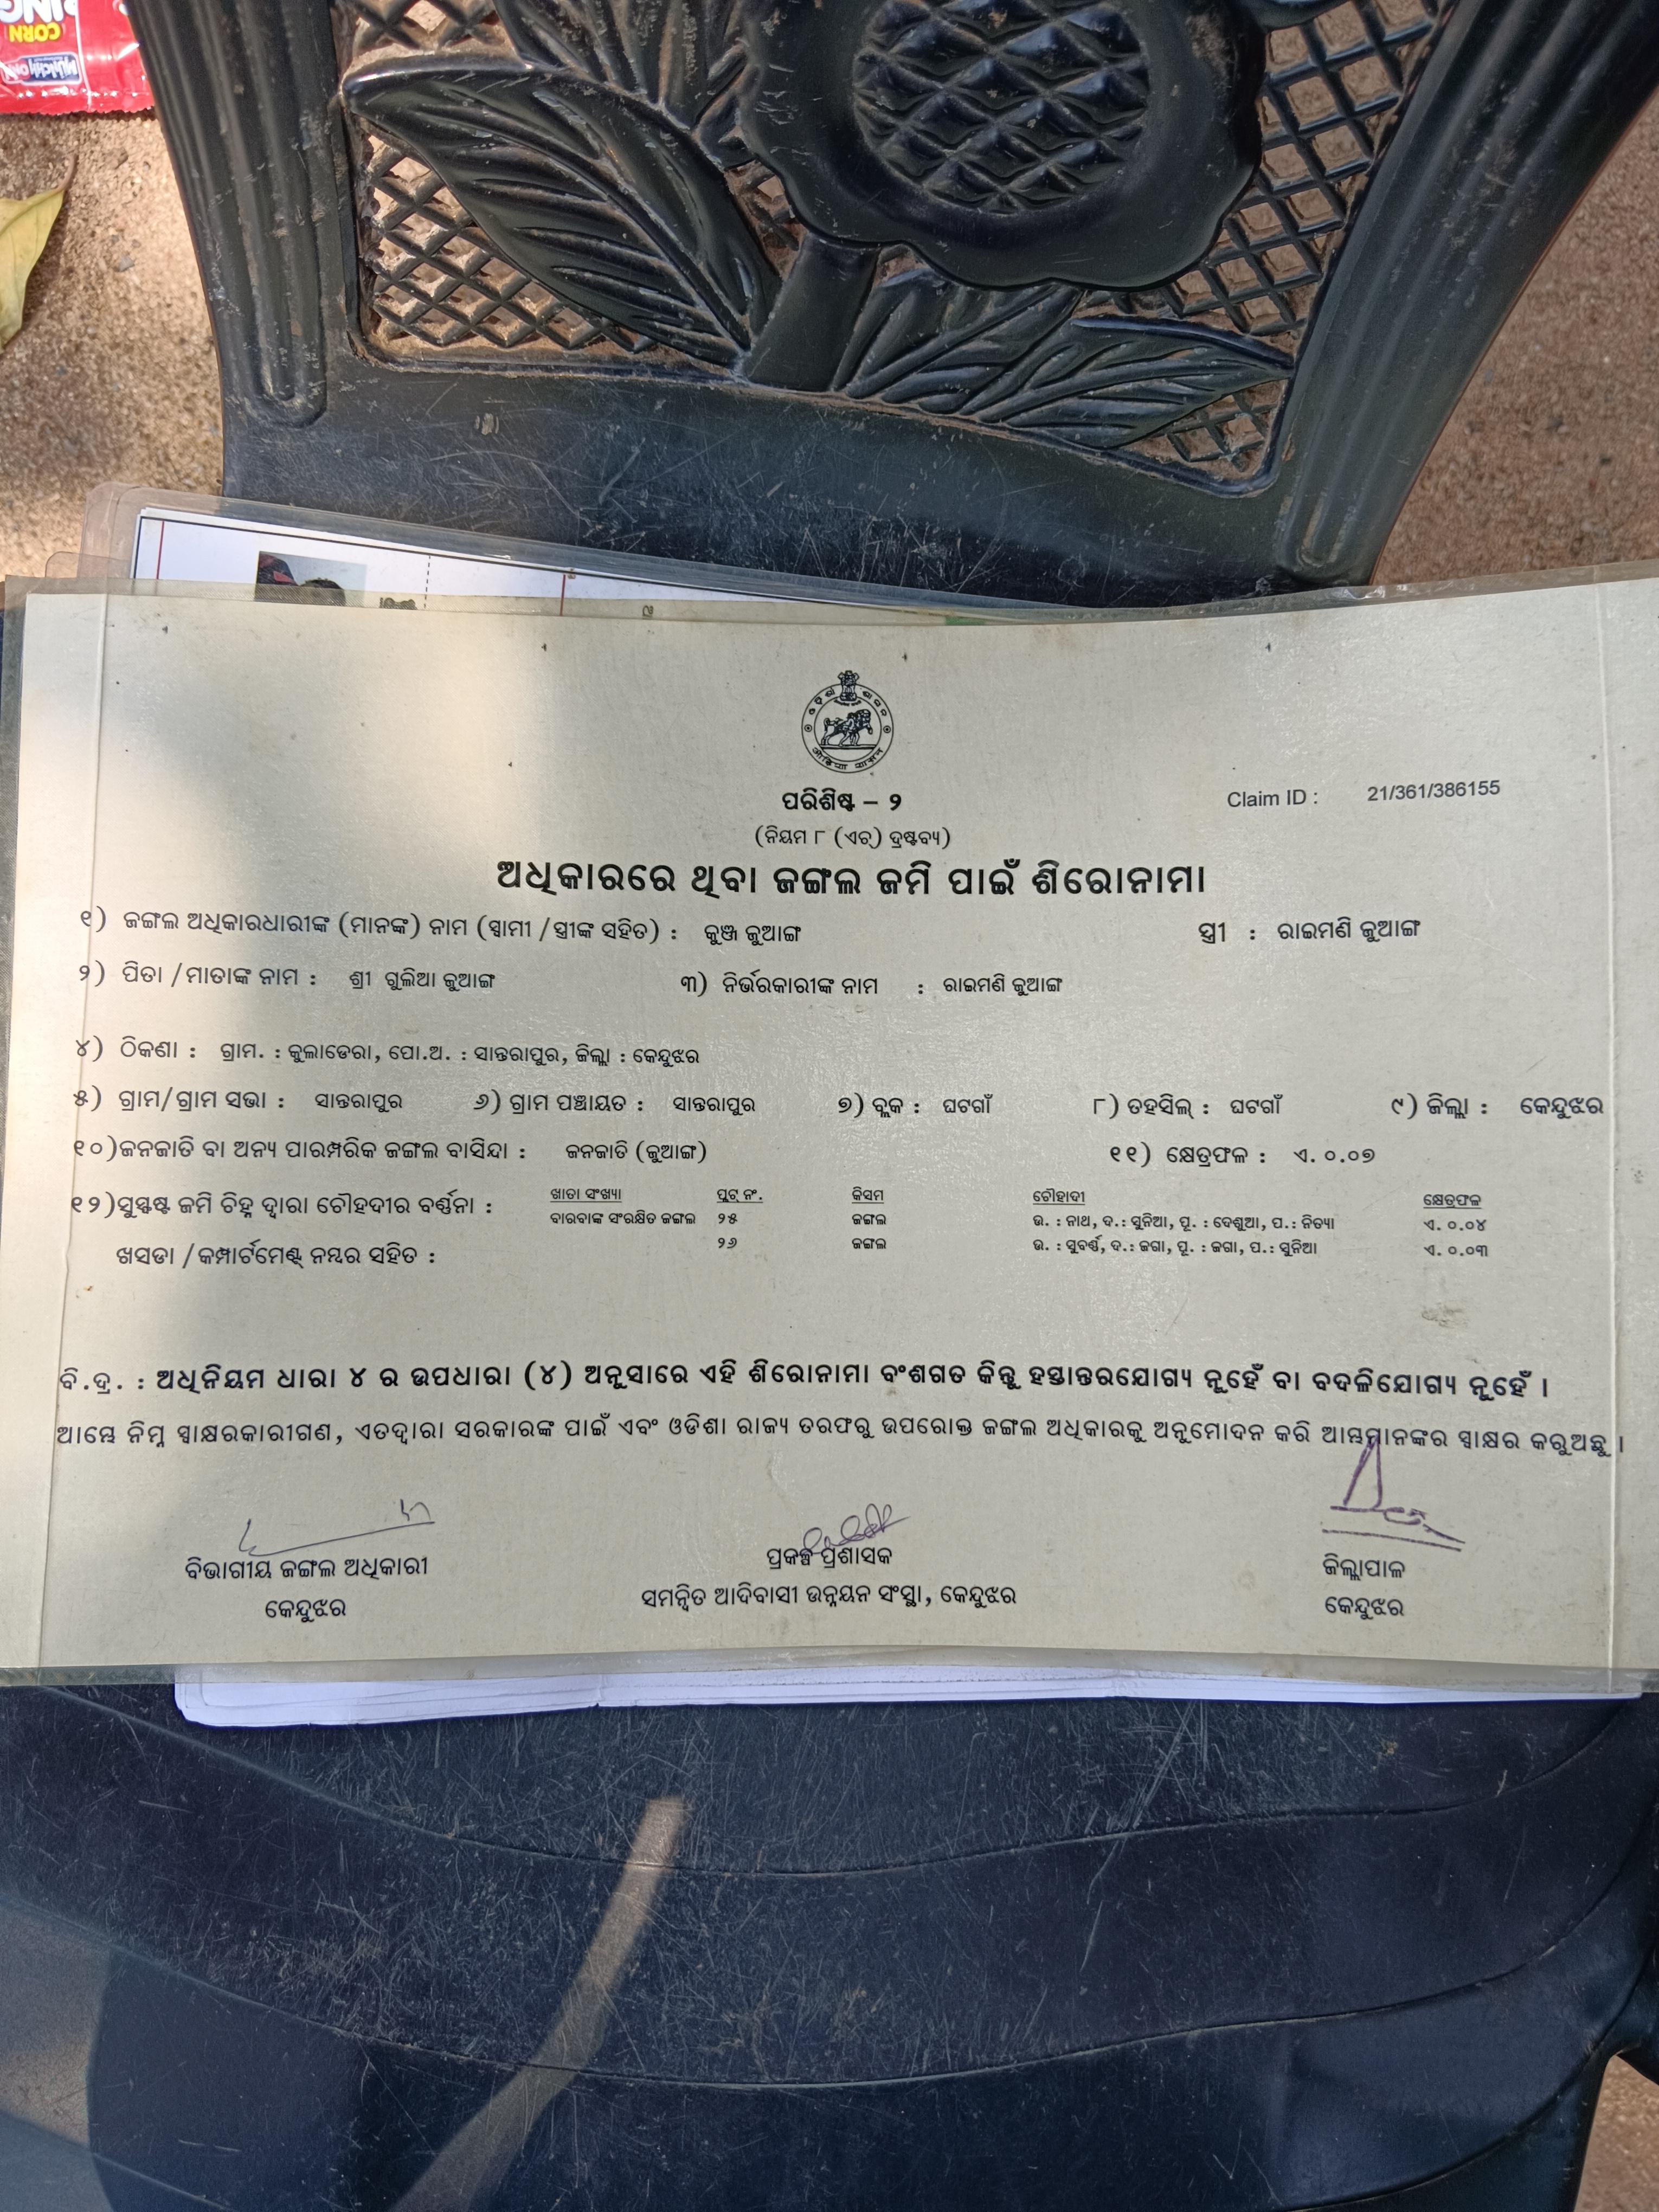 CORN
ପରିଶିଷ୍ଟ – ୨
Claim ID : 21/361/386155
(ନିୟମ ୮ (ଏଚ୍) ଦ୍ରଷ୍ଟବ୍ୟ)
ଅଧିକାରରେ ଥିବା ଜଙ୍ଗଲ ଜମି ପାଇଁ ଶିରୋନାମା
୧) ଜଙ୍ଗଲ ଅଧିକାରଧାରୀଙ୍କ (ମାନଙ୍କ) ନାମ (ସ୍ୱାମୀ /ସ୍ତ୍ରୀଙ୍କ ସହିତ) : କୁଞ୍ଜ ଜୁଆଙ୍ଗ ସ୍ତ୍ରୀ : ରାଇମଣି ଜୁଆଙ୍ଗ
୨) ପିତା /ମାତାଙ୍କ ନାମ : ଶ୍ରୀ ଗୁଲିଆ ଜୁଆଙ୍ଗ ୩) ନିର୍ଭରକାରୀଙ୍କ ନାମ : ରାଇମଣି ଜୁଆଙ୍ଗ
୪) ଠିକଣା : ଗ୍ରାମ. : କୁଲାଡେରା, ପୋ.ଅ. : ସାନ୍ତରାପୁର, ଜିଲ୍ଲା : କେନ୍ଦୁଝର
୫) ଗ୍ରାମ/ଗ୍ରାମ ସଭା : ସାନ୍ତରାପୁର ୬) ଗ୍ରାମ ପଞ୍ଚାୟତ : ସାନ୍ତରାପୁର ୭) ବ୍ଲକ : ଘଟଗାଁ ୮) ତହସିଲ୍ : ଘଟଗାଁ ୯) ଜିଲ୍ଲା : କେନ୍ଦୁଝର
୧୦)ଜନଜାତି ବା ଅନ୍ୟ ପାରମ୍ପରିକ ଜଙ୍ଗଲ ବାସିନ୍ଦା : ଜନଜାତି (ଜୁଆଙ୍ଗ) ୧୧) କ୍ଷେତ୍ରଫଳ : ଏ. ୦.୦୭
୧୨)ସୁସ୍ପଷ୍ଟ ଜମି ଚିହ୍ନ ଦ୍ୱାରା ଚୌହଦୀର ବର୍ଣ୍ଣନା : ଖାତା ସଂଖ୍ୟା ପ୍ଲଟ୍ ନଂ. କିସମ ଚୌହାଦୀ କ୍ଷେତ୍ରଫଳ
ବାରବାଙ୍କ ସଂରକ୍ଷିତ ଜଙ୍ଗଲ ୨୫ ଜଙ୍ଗଲ ଉ. : ନାଥ, ଦ.: ସୁନିଆ, ପୂ. : ଦେଶୁଆ, ପ.: ନିତ୍ୟା ଏ. ୦.୦୪
୨୬ ଜଙ୍ଗଲ ଉ. : ସୁବର୍ଣ୍ଣ, ଦ.: ଜଗା, ପୂ. : ଜଗା, ପ.: ସୁନିଆ ଏ. ୦.୦୩
ଖସଡା /କମ୍ପାର୍ଟମେଣ୍ଟ୍ ନମ୍ବର ସହିତ :
ବି.ଦ୍ର. : ଅଧିନିୟମ ଧାରା ୪ ର ଉପଧାରା (୪) ଅନୁସାରେ ଏହି ଶିରୋନାମା ବଂଶଗତ କିନ୍ତୁ ହସ୍ତାନ୍ତରଯୋଗ୍ୟ ନୁହେଁ ବା ବଦଳିଯୋଗ୍ୟ ନୁହେଁ ।
ଆମ୍ଭେ ନିମ୍ନ ସ୍ୱାକ୍ଷରକାରୀଗଣ, ଏତଦ୍ୱାରା ସରକାରଙ୍କ ପାଇଁ ଏବଂ ଓଡିଶା ରାଜ୍ୟ ତରଫରୁ ଉପରୋକ୍ତ ଜଙ୍ଗଲ ଅଧିକାରକୁ ଅନୁମୋଦନ କରି ଆମ୍ଭମାନଙ୍କର ସ୍ୱାକ୍ଷର କରୁଅଛୁ ।
ବିଭାଗୀୟ ଜଙ୍ଗଲ ଅଧିକାରୀ
କେନ୍ଦୁଝର
ପ୍ରକଳ୍ପ ପ୍ରଶାସକ
ସମନ୍ୱିତ ଆଦିବାସୀ ଉନ୍ନୟନ ସଂସ୍ଥା, କେନ୍ଦୁଝର
ଜିଲ୍ଲାପାଳ
କେନ୍ଦୁଝର